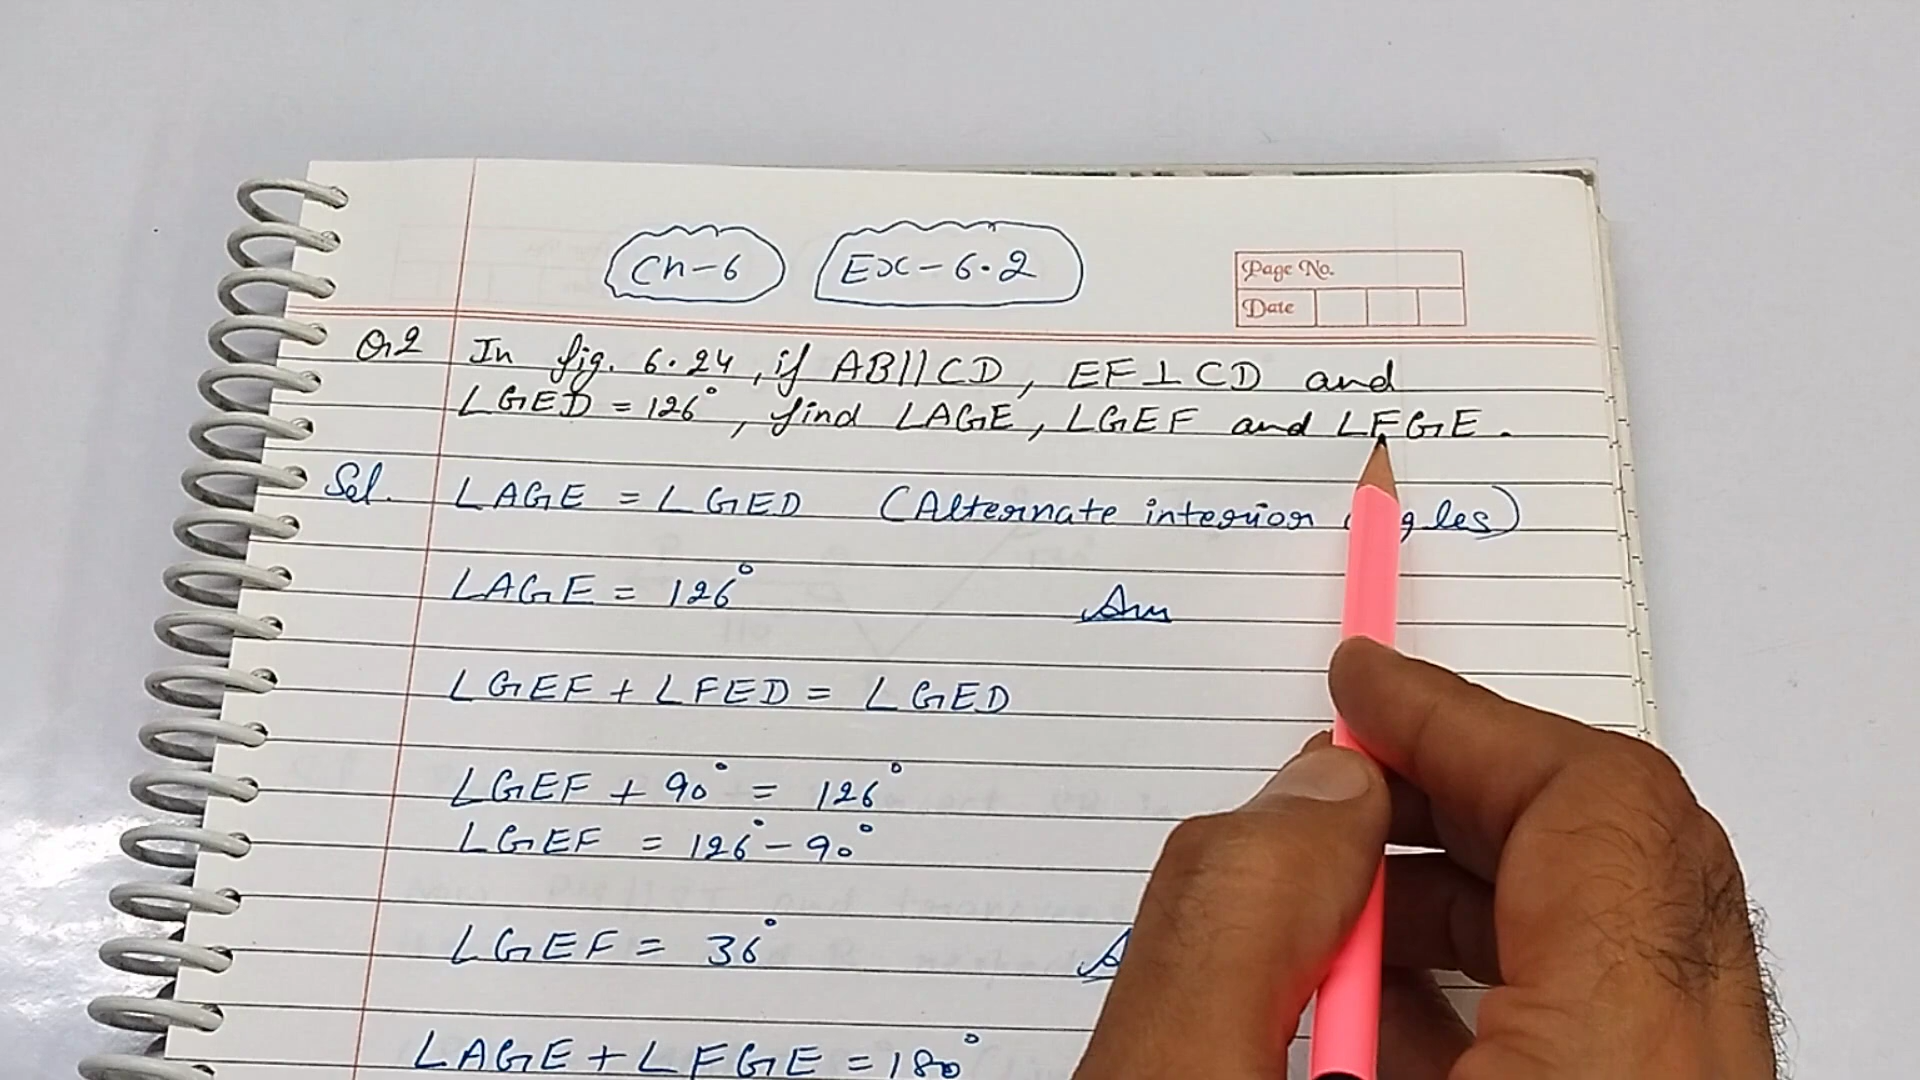 Ch-6 Ex-6.2
Page No.
Date
Q2 In fig. 6.24, if AB||CD, EF⊥CD and
∠GED = 126°, find ∠AGE, ∠GEF and ∠FGE.
Sol. ∠AGE = ∠GED (Alternate interior gles)
∠AGE = 126° Ans
∠GEF + ∠FED = ∠GED
∠GEF + 90° = 126°
∠GEF = 126° - 90°
∠GEF = 36°
∠AGE + ∠FGE = 180°